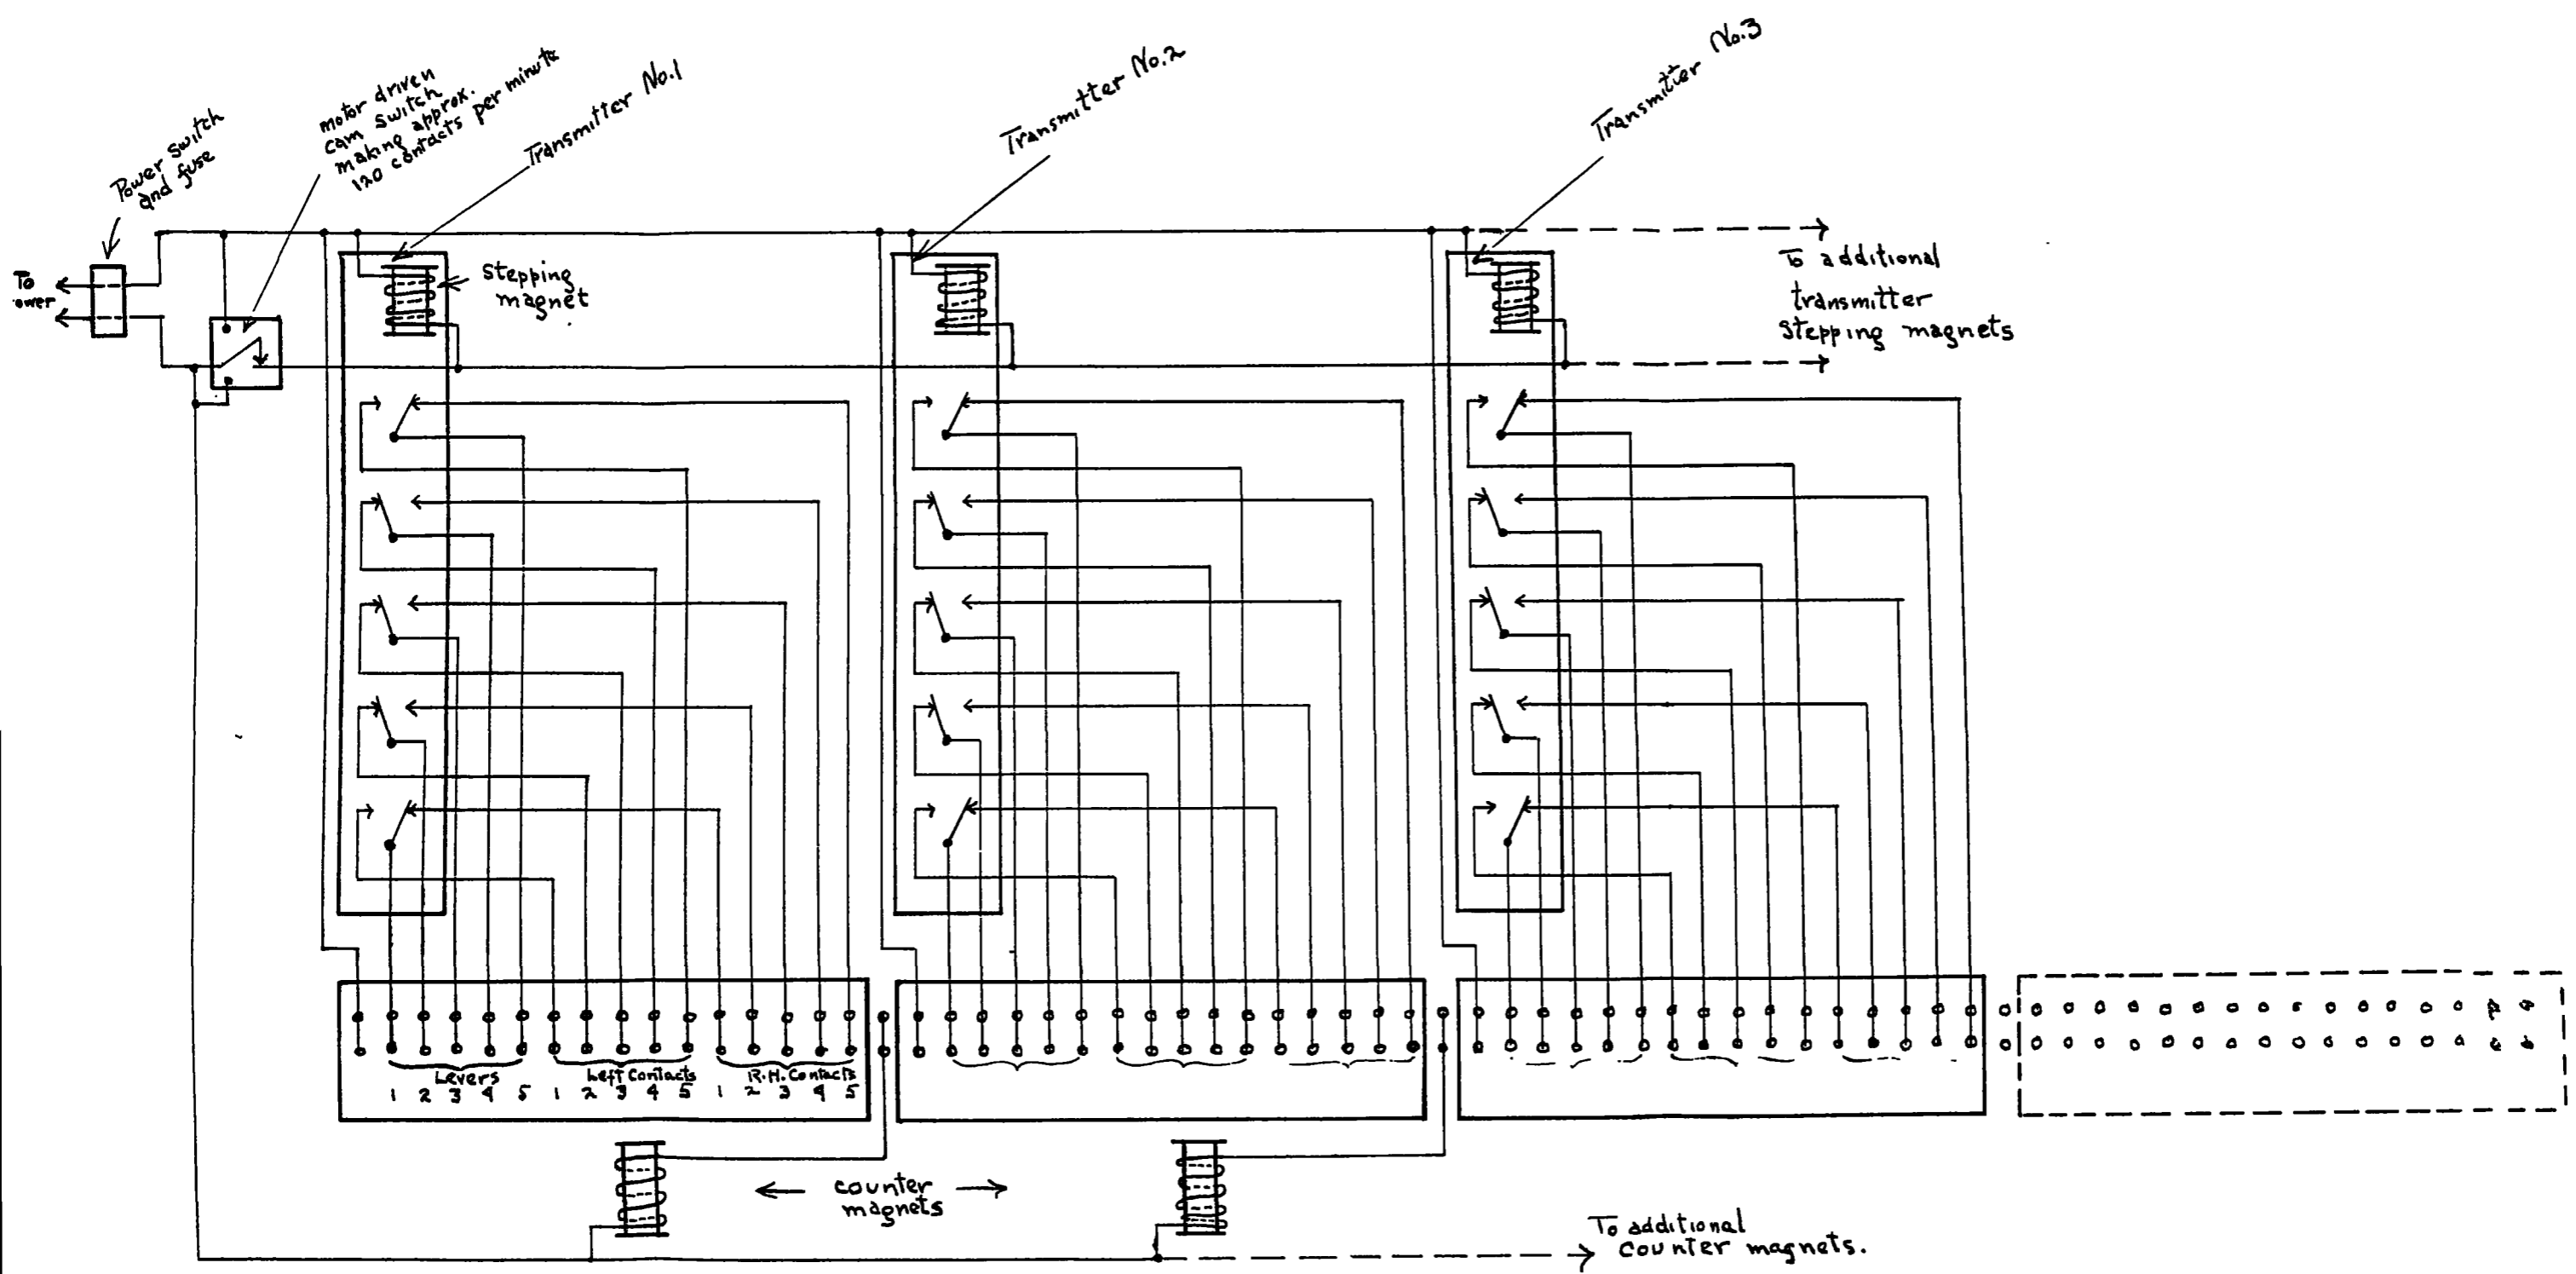 Power switch
and fuse
motor driven
cam switch
making approx.
120 contacts per minute
Transmitter No.1
Transmitter No.2
Transmitter No.3
To
ower
stepping
magnet
To additional
transmitter
stepping magnets
Levers
Left Contacts
R.H. Contacts
1 2 3 4 5 1 2 3 4 5 1 2 3 4 5
counter
magnets
To additional
counter magnets.